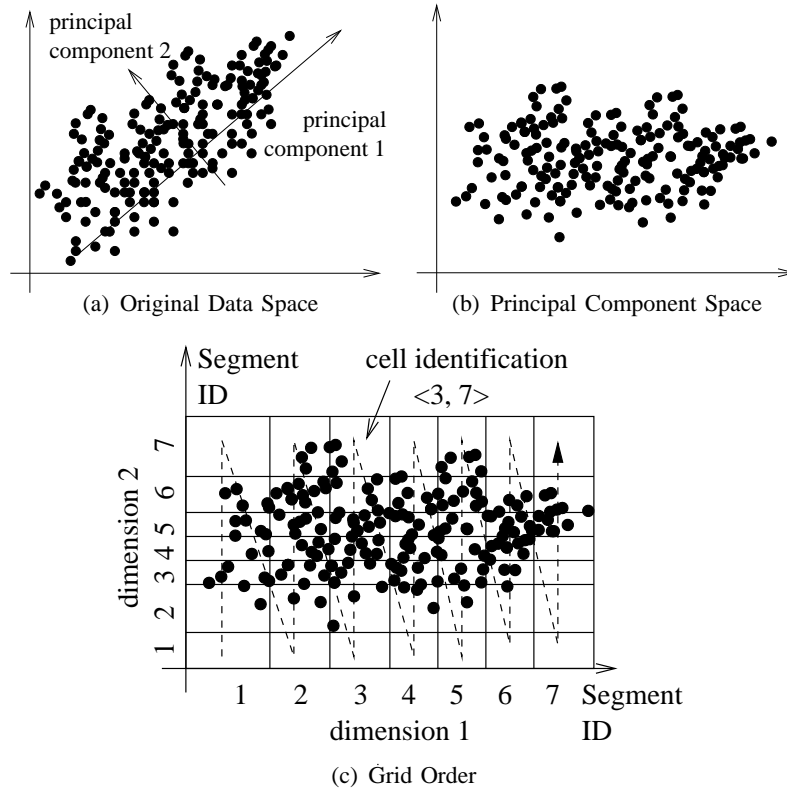 principal
component 2
principal
component 1
(a) Original Data Space
(b) Principal Component Space
Segment
ID
cell identification
<3, 7>
dimension 2
7
6
5
4
3
2
1
1 2 3 4 5 6 7 Segment
ID
dimension 1
(c) Grid Order